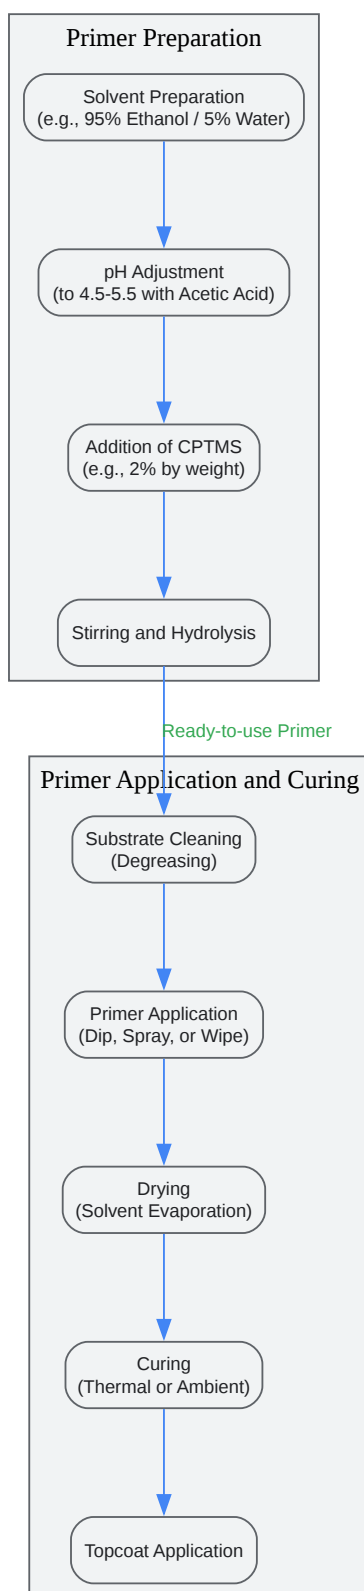 Primer Preparation
Solvent Preparation
(e.g., 95% Ethanol / 5% Water)
pH Adjustment
(to 4.5-5.5 with Acetic Acid)
Addition of CPTMS
(e.g., 2% by weight)
Stirring and Hydrolysis
Ready-to-use Primer
Primer Application and Curing
Substrate Cleaning
(Degreasing)
Primer Application
(Dip, Spray, or Wipe)
Drying
(Solvent Evaporation)
Curing
(Thermal or Ambient)
Topcoat Application